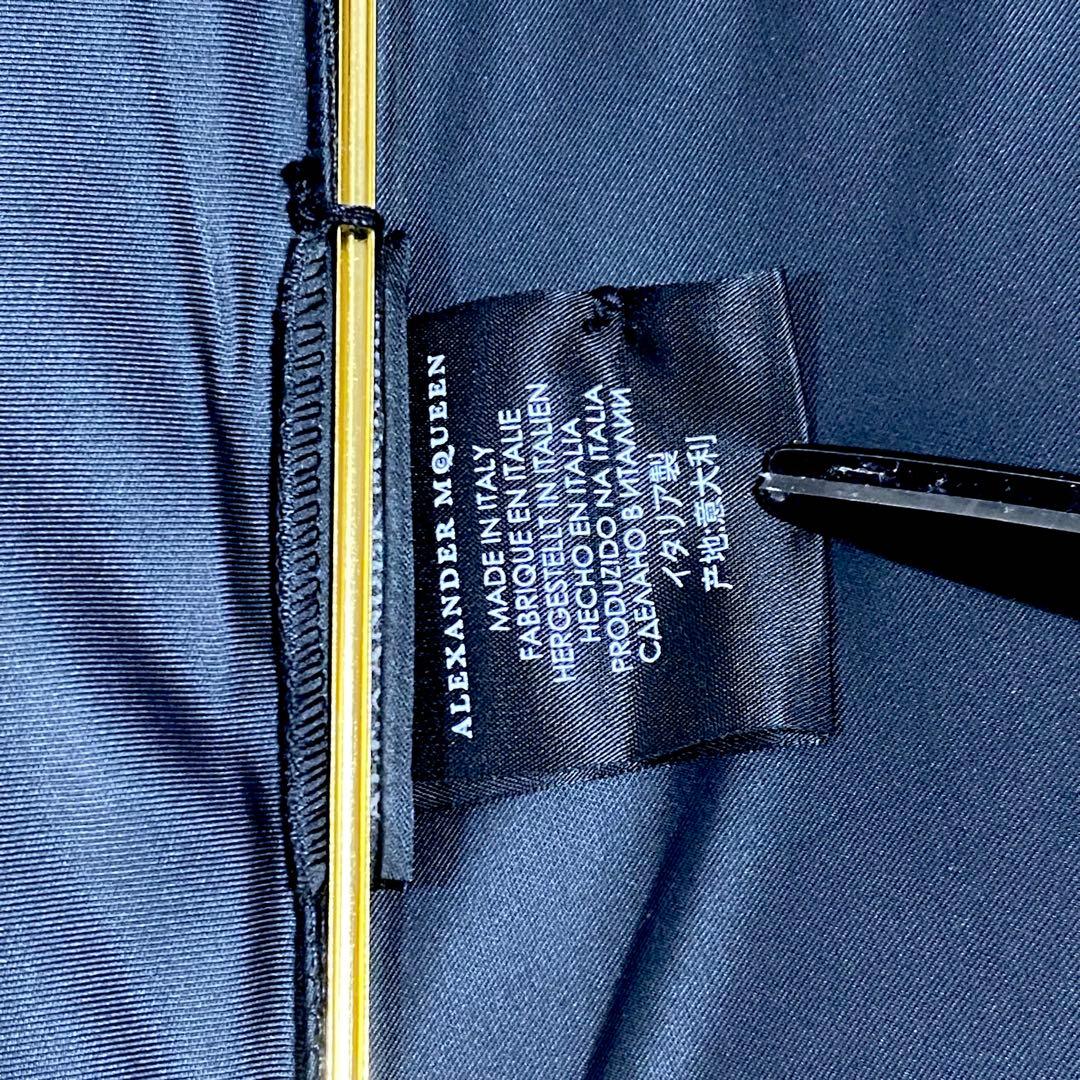 ALEXANDER MQUEEN
MADE IN ITALY
FABRIQUE EN ITALIE
HERGESTELLT IN ITALIEN
HECHO EN ITALIA
PRODUZIDO NA ITALIA
СДЕЛАНО В ИТАЛИИ
イタリア製
产地意大利